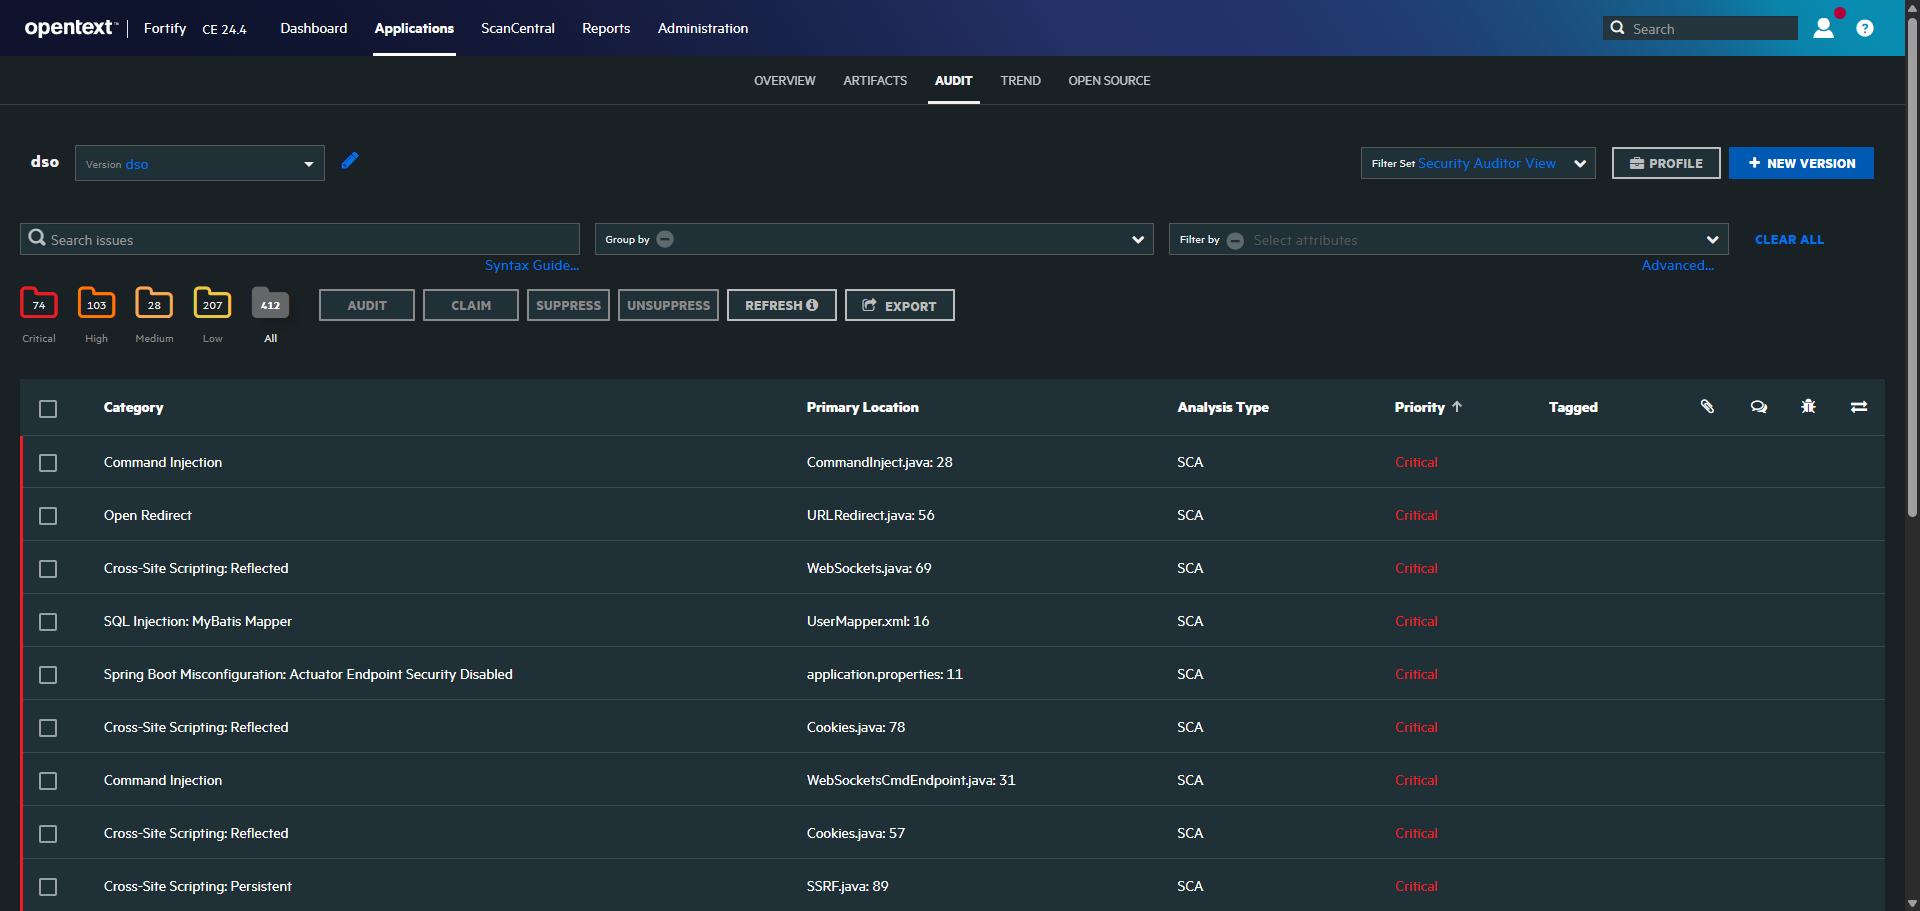 opentext™ | Fortify CE 24.4 Dashboard Applications ScanCentral Reports Administration Search
OVERVIEW ARTIFACTS AUDIT TREND OPEN SOURCE
dso Version dso Filter Set Security Auditor View PROFILE + NEW VERSION
Search issues Group by Filter by Select attributes CLEAR ALL
Syntax Guide... Advanced...
74 103 28 207 412 AUDIT CLAIM SUPPRESS UNSUPPRESS REFRESH EXPORT
Critical High Medium Low All
Category Primary Location Analysis Type Priority Tagged
Command Injection CommandInject.java: 28 SCA Critical
Open Redirect URLRedirect.java: 56 SCA Critical
Cross-Site Scripting: Reflected WebSockets.java: 69 SCA Critical
SQL Injection: MyBatis Mapper UserMapper.xml: 16 SCA Critical
Spring Boot Misconfiguration: Actuator Endpoint Security Disabled application.properties: 11 SCA Critical
Cross-Site Scripting: Reflected Cookies.java: 78 SCA Critical
Command Injection WebSocketsCmdEndpoint.java: 31 SCA Critical
Cross-Site Scripting: Reflected Cookies.java: 57 SCA Critical
Cross-Site Scripting: Persistent SSRF.java: 89 SCA Critical